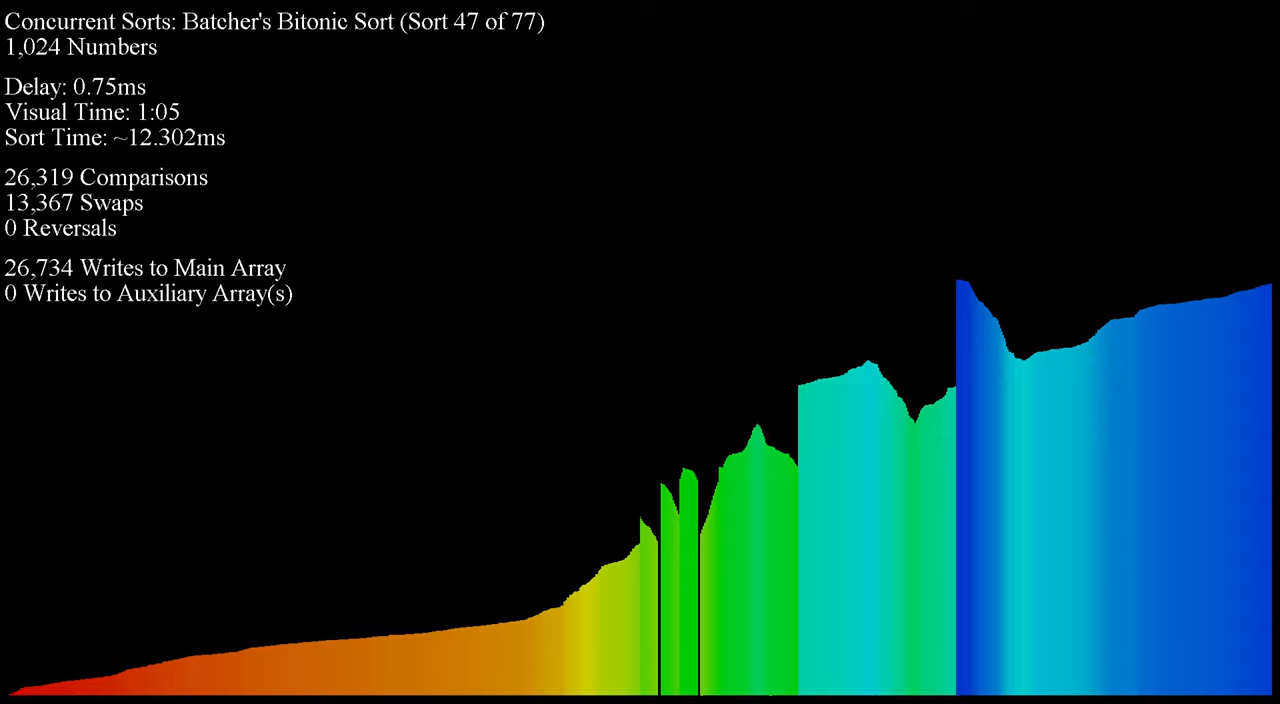 Concurrent Sorts: Batcher's Bitonic Sort (Sort 47 of 77)
1,024 Numbers
Delay: 0.75ms
Visual Time: 1:05
Sort Time: ~12.302ms
26,319 Comparisons
13,367 Swaps
0 Reversals
26,734 Writes to Main Array
0 Writes to Auxiliary Array(s)